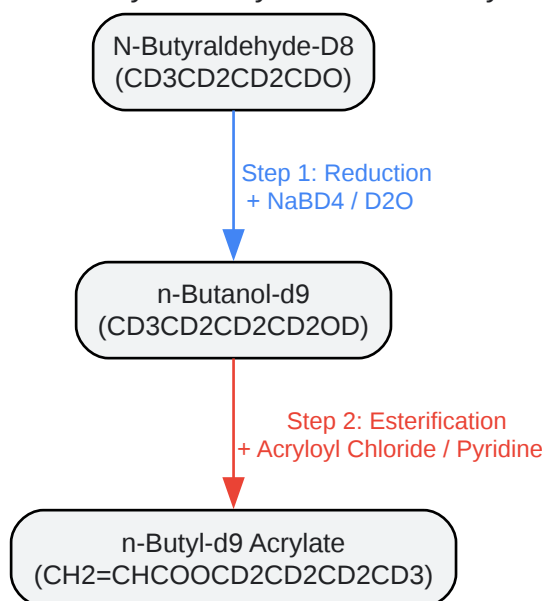 N-Butyraldehyde-D8
(CD3CD2CD2CDO)
Step 1: Reduction
+ NaBD4 / D2O
n-Butanol-d9
(CD3CD2CD2CD2OD)
Step 2: Esterification
+ Acryloyl Chloride / Pyridine
n-Butyl-d9 Acrylate
(CH2=CHCOOCD2CD2CD2CD3)